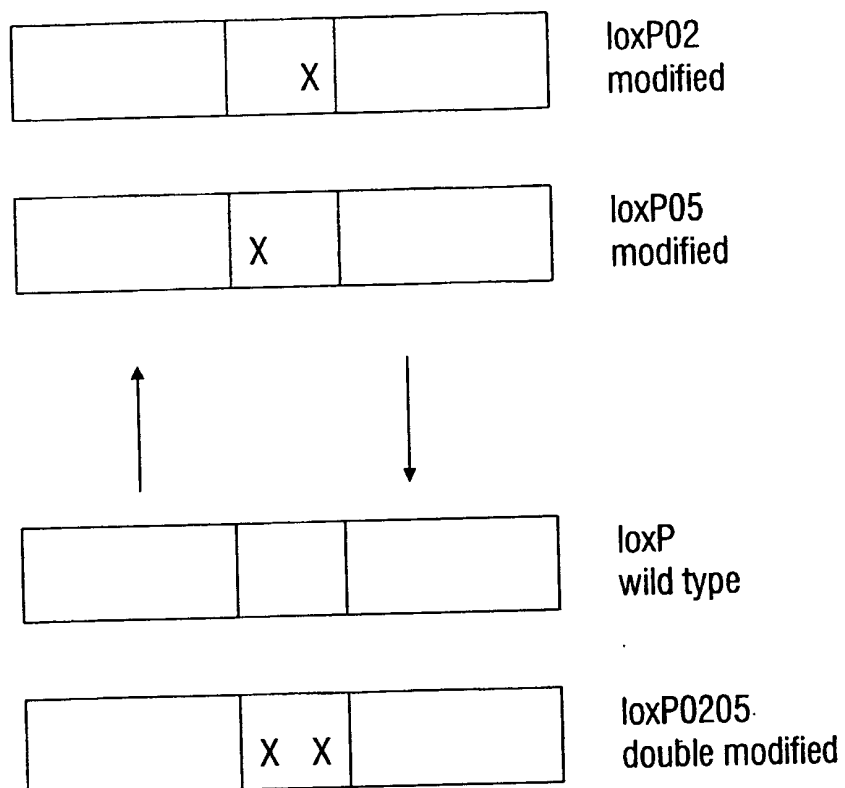 X
loxP02
modified
X
loxP05
modified
loxP
wild type
X X
loxP0205
double modified